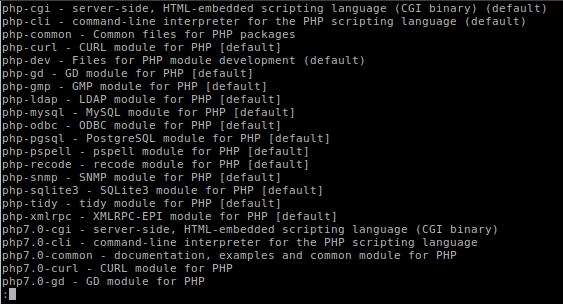 php-cgi - server-side, HTML-embedded scripting language (CGI binary) (default)
php-cli - command-line interpreter for the PHP scripting language (default)
php-common - Common files for PHP packages
php-curl - CURL module for PHP [default]
php-dev - Files for PHP module development (default)
php-gd - GD module for PHP [default]
php-gmp - GMP module for PHP [default]
php-ldap - LDAP module for PHP [default]
php-mysql - MySQL module for PHP [default]
php-odbc - ODBC module for PHP [default]
php-pgsql - PostgreSQL module for PHP [default]
php-pspell - pspell module for PHP [default]
php-recode - recode module for PHP [default]
php-snmp - SNMP module for PHP [default]
php-sqlite3 - SQLite3 module for PHP [default]
php-tidy - tidy module for PHP [default]
php-xmlrpc - XMLRPC-EPI module for PHP [default]
php7.0-cgi - server-side, HTML-embedded scripting language (CGI binary)
php7.0-cli - command-line interpreter for the PHP scripting language
php7.0-common - documentation, examples and common module for PHP
php7.0-curl - CURL module for PHP
php7.0-gd - GD module for PHP
: